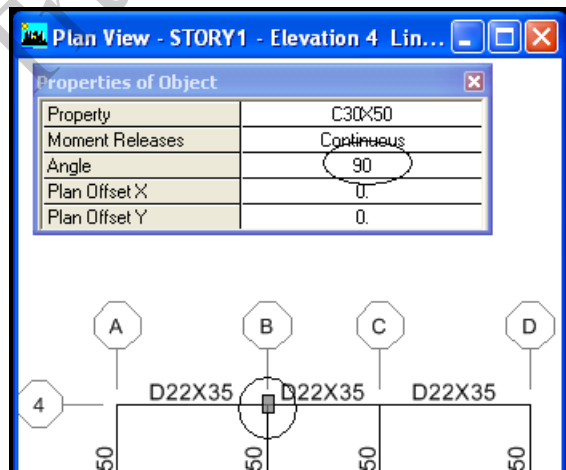 Plan View - STORY1 - Elevation 4 Lin...
Properties of Object
Property C30X50
Moment Releases Continuous
Angle 90
Plan Offset X 0.
Plan Offset Y 0.
A B C D
4 D22X35 D22X35 D22X35
50 50 50 50